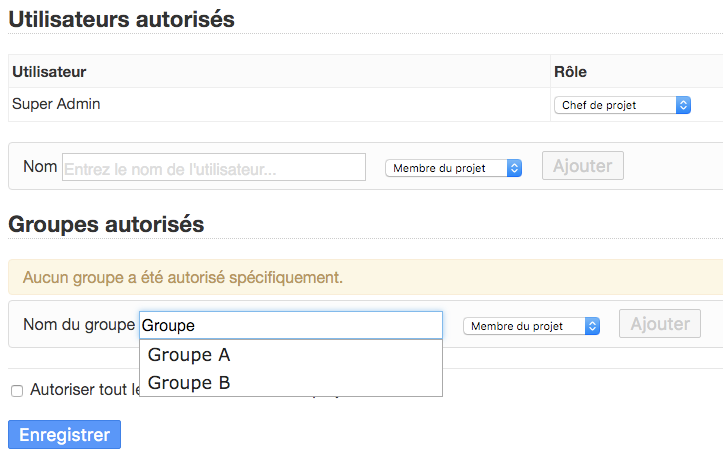 Utilisateurs autorisés
Utilisateur Rôle
Super Admin Chef de projet
Nom Entrez le nom de l'utilisateur... Membre du projet Ajouter
Groupes autorisés
Aucun groupe a été autorisé spécifiquement.
Nom du groupe Groupe Membre du projet Ajouter
Groupe A
Groupe B
Autoriser tout le
Enregistrer